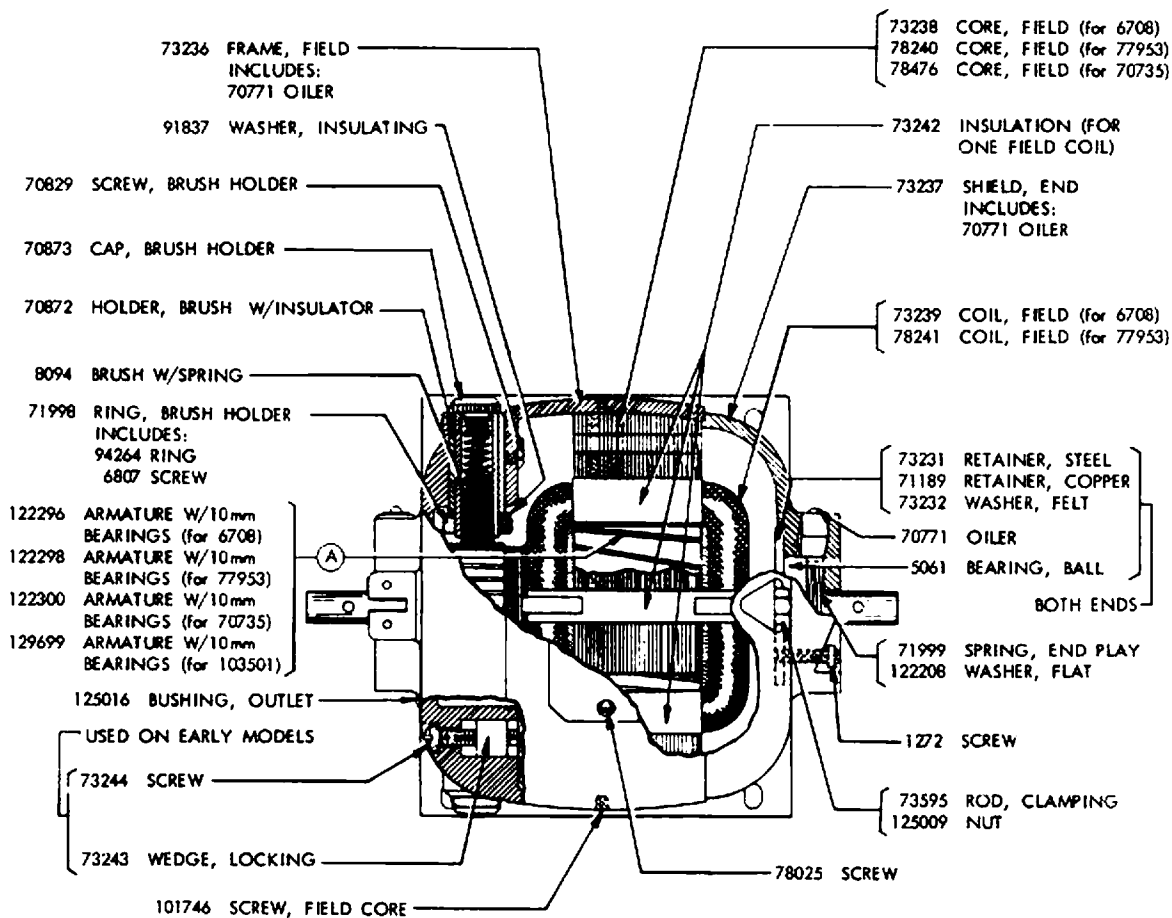 73236 FRAME, FIELD
INCLUDES:
70771 OILER
91837 WASHER, INSULATING
70829 SCREW, BRUSH HOLDER
70873 CAP, BRUSH HOLDER
70872 HOLDER, BRUSH W/INSULATOR
8094 BRUSH W/SPRING
71998 RING, BRUSH HOLDER
INCLUDES:
94264 RING
6807 SCREW
122296 ARMATURE W/10mm
BEARINGS (for 6708)
122298 ARMATURE W/10mm
BEARINGS (for 77953)
122300 ARMATURE W/10mm
BEARINGS (for 70735)
129699 ARMATURE W/10mm
BEARINGS (for 103501)
A
125016 BUSHING, OUTLET
USED ON EARLY MODELS
73244 SCREW
73243 WEDGE, LOCKING
101746 SCREW, FIELD CORE
73238 CORE, FIELD (for 6708)
78240 CORE, FIELD (for 77953)
78476 CORE, FIELD (for 70735)
73242 INSULATION (FOR
ONE FIELD COIL)
73237 SHIELD, END
INCLUDES:
70771 OILER
73239 COIL, FIELD (for 6708)
78241 COIL, FIELD (for 77953)
73231 RETAINER, STEEL
71189 RETAINER, COPPER
73232 WASHER, FELT
70771 OILER
5061 BEARING, BALL
BOTH ENDS
71999 SPRING, END PLAY
122208 WASHER, FLAT
1272 SCREW
73595 ROD, CLAMPING
125009 NUT
78025 SCREW